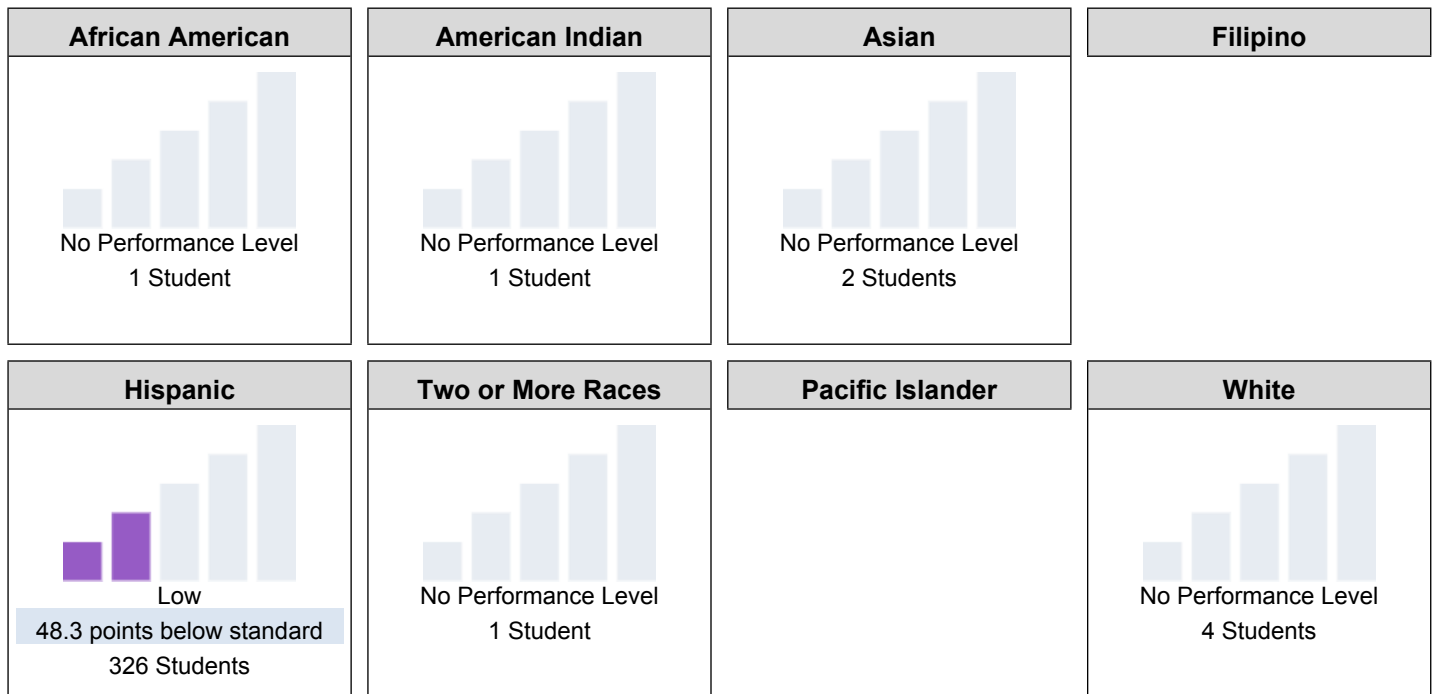 African American
No Performance Level
1 Student
American Indian
No Performance Level
1 Student
Asian
No Performance Level
2 Students
Filipino
Hispanic
Low
48.3 points below standard
326 Students
Two or More Races
No Performance Level
1 Student
Pacific Islander
White
No Performance Level
4 Students